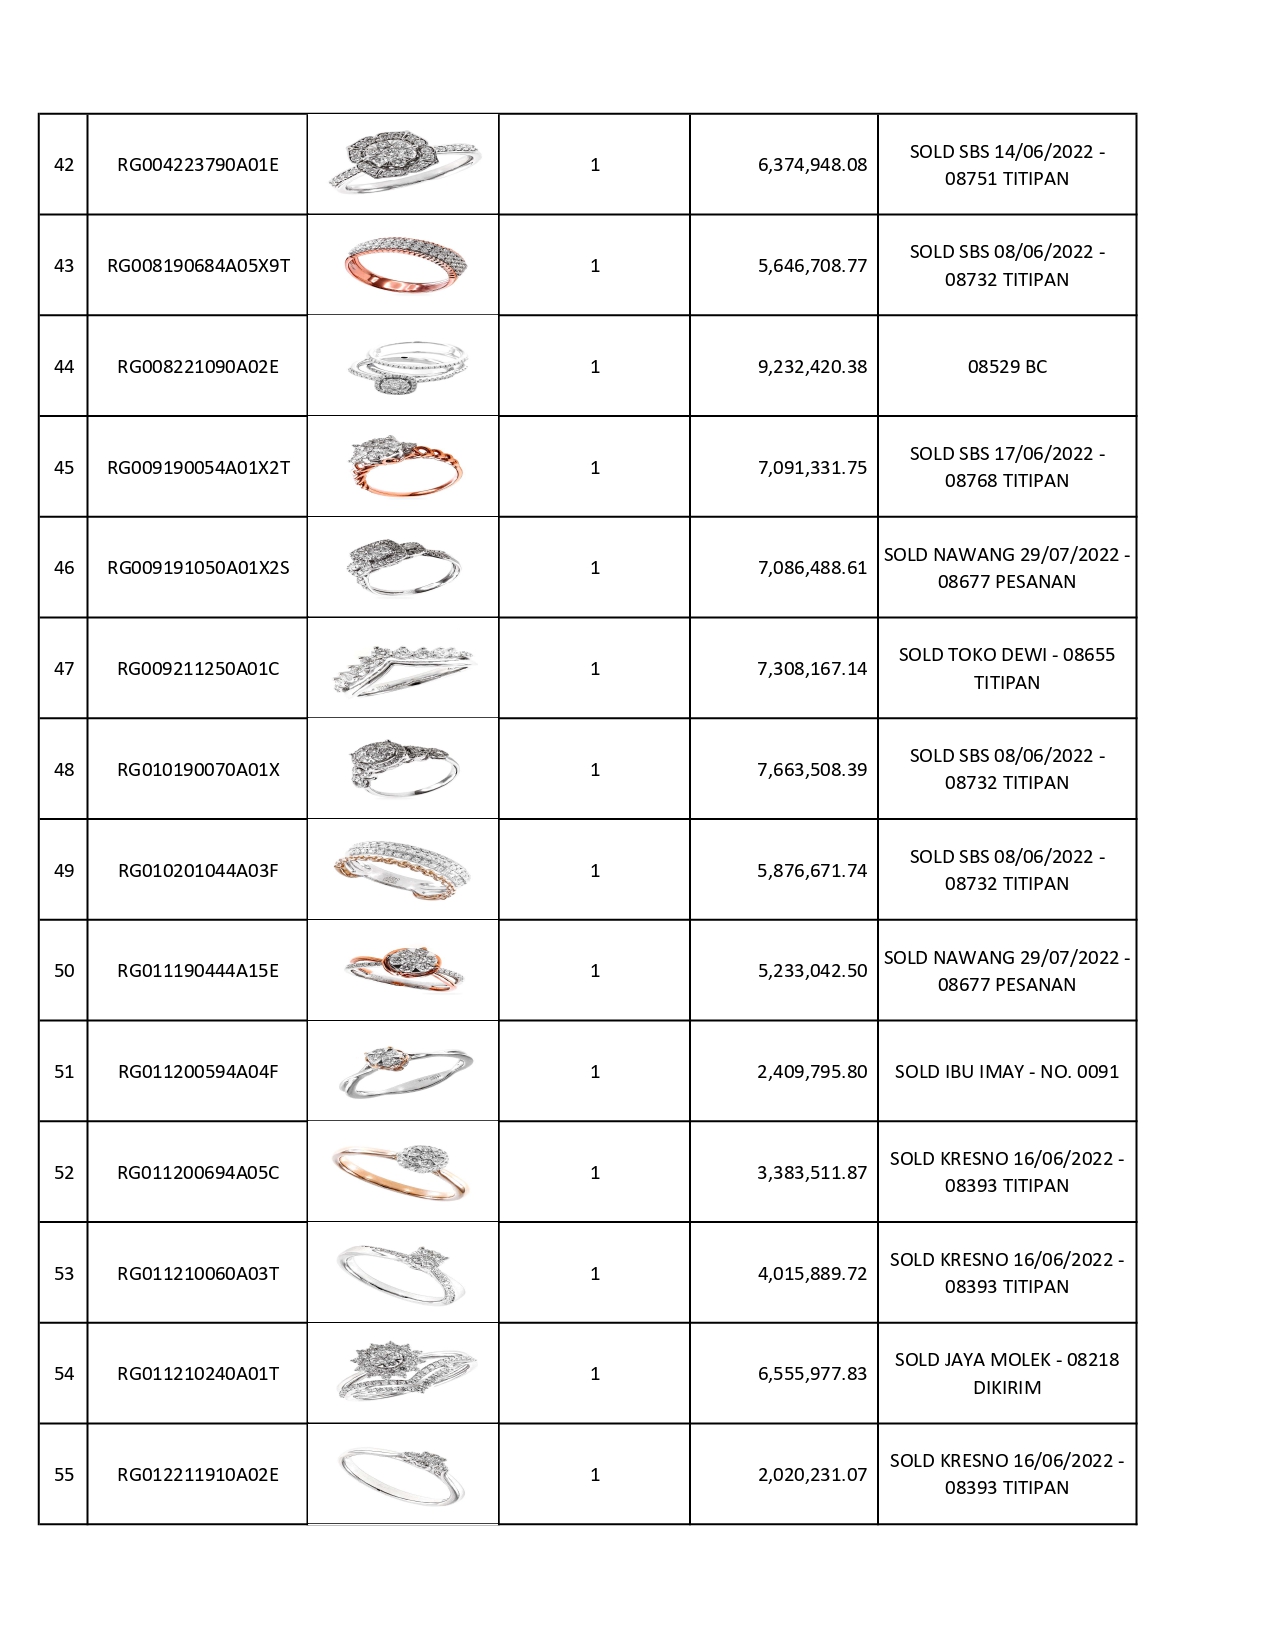 42 RG004223790A01E 1 6,374,948.08 SOLD SBS 14/06/2022 -
08751 TITIPAN
43 RG008190684A05X9T 1 5,646,708.77 SOLD SBS 08/06/2022 -
08732 TITIPAN
44 RG008221090A02E 1 9,232,420.38 08529 BC
45 RG009190054A01X2T 1 7,091,331.75 SOLD SBS 17/06/2022 -
08768 TITIPAN
46 RG009191050A01X2S 1 7,086,488.61 SOLD NAWANG 29/07/2022 -
08677 PESANAN
47 RG009211250A01C 1 7,308,167.14 SOLD TOKO DEWI - 08655
TITIPAN
48 RG010190070A01X 1 7,663,508.39 SOLD SBS 08/06/2022 -
08732 TITIPAN
49 RG010201044A03F 1 5,876,671.74 SOLD SBS 08/06/2022 -
08732 TITIPAN
50 RG011190444A15E 1 5,233,042.50 SOLD NAWANG 29/07/2022 -
08677 PESANAN
51 RG011200594A04F 1 2,409,795.80 SOLD IBU IMAY - NO. 0091
52 RG011200694A05C 1 3,383,511.87 SOLD KRESNO 16/06/2022 -
08393 TITIPAN
53 RG011210060A03T 1 4,015,889.72 SOLD KRESNO 16/06/2022 -
08393 TITIPAN
54 RG011210240A01T 1 6,555,977.83 SOLD JAYA MOLEK - 08218
DIKIRIM
55 RG012211910A02E 1 2,020,231.07 SOLD KRESNO 16/06/2022 -
08393 TITIPAN